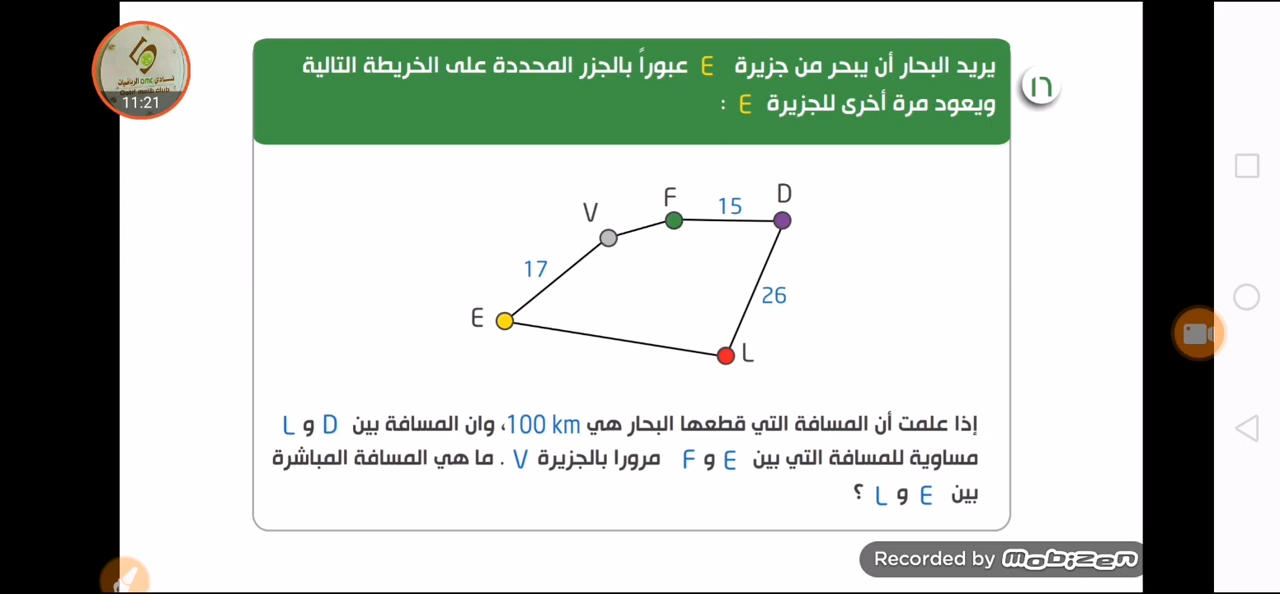 11:21
١٦
يريد البحار أن يبحر من جزيرة E عبوراً بالجزر المحددة على الخريطة التالية
ويعود مرة أخرى للجزيرة E :
D
F
15
V
17
26
E
L
إذا علمت أن المسافة التي قطعها البحار هي 100 km، وان المسافة بين D و L
مساوية للمسافة التي بين E و F مرورا بالجزيرة V . ما هي المسافة المباشرة
بين E و L ؟
Recorded by Mobizen